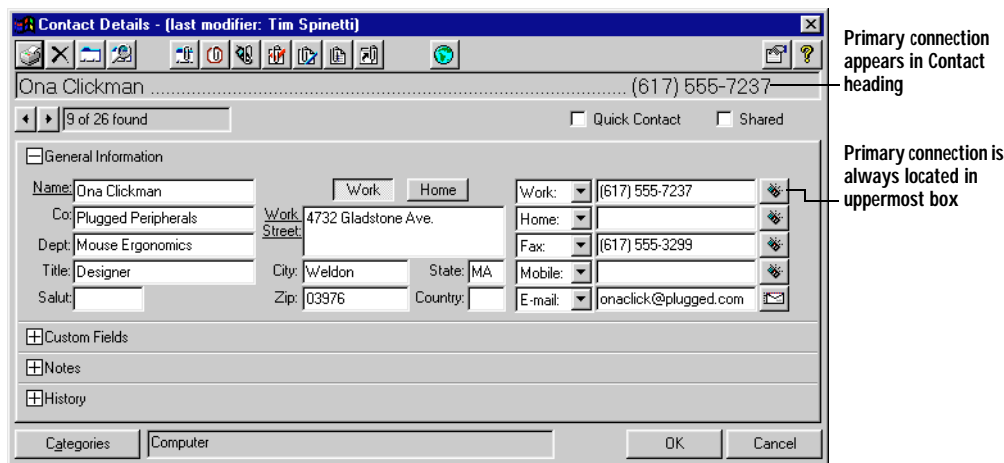 Contact Details - (last modifier: Tim Spinetti)
Ona Clickman ........................................................................................ (617) 555-7237
9 of 26 found
Quick Contact
Shared
General Information
Name: Ona Clickman
Co: Plugged Peripherals
Dept: Mouse Ergonomics
Title: Designer
Salut:
Work
Home
Work Street: 4732 Gladstone Ave.
City: Weldon
State: MA
Zip: 03976
Country:
Work: (617) 555-7237
Home:
Fax: (617) 555-3299
Mobile:
E-mail: onaclick@plugged.com
Custom Fields
Notes
History
Categories
Computer
OK
Cancel
Primary connection
appears in Contact
heading
Primary connection is
always located in
uppermost box